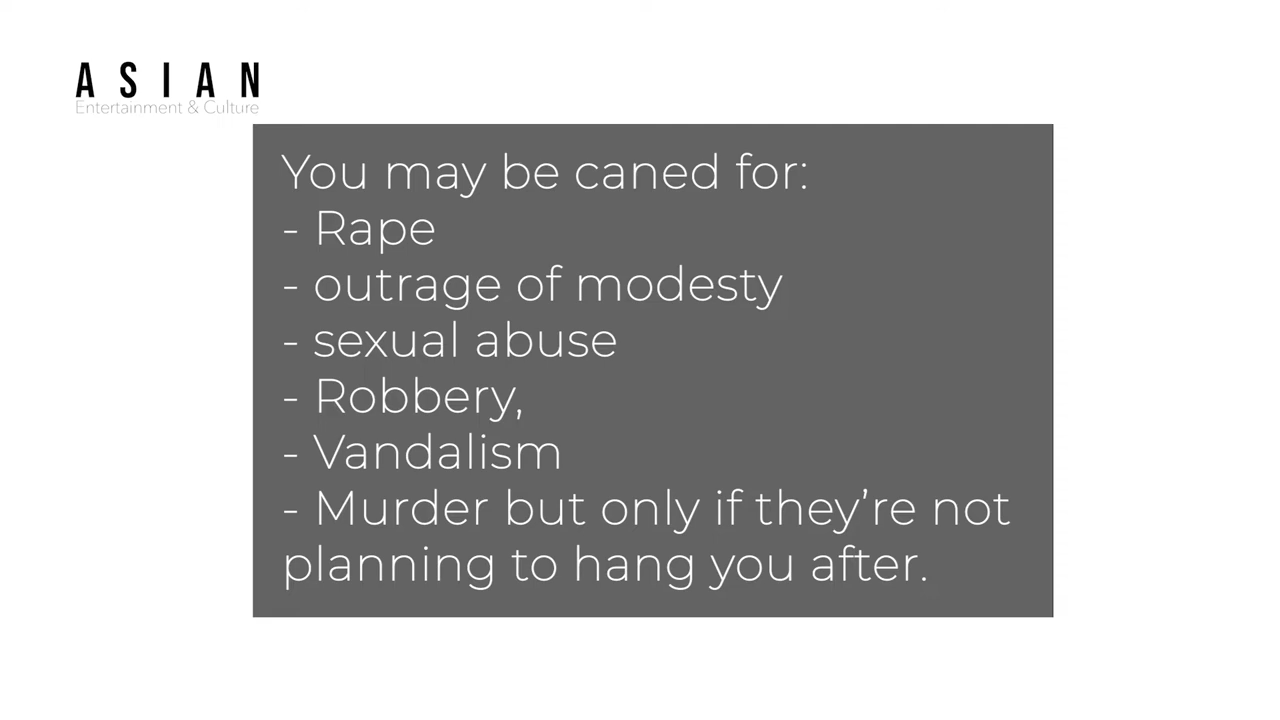 ASIAN
Entertainment & Culture
You may be caned for:
- Rape
- outrage of modesty
- sexual abuse
- Robbery,
- Vandalism
- Murder but only if they’re not
planning to hang you after.